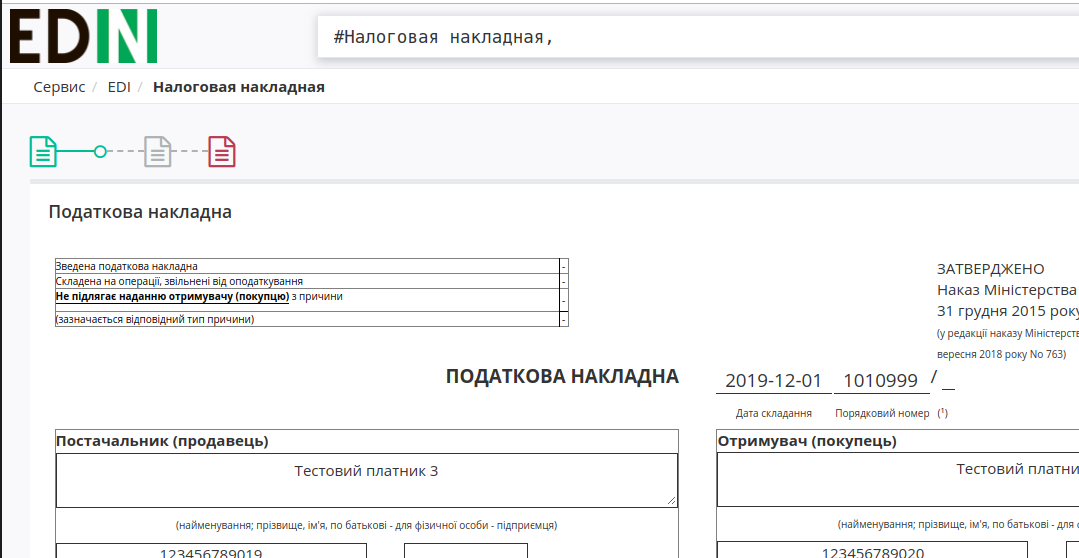 EDIN
#Налоговая накладная,
Сервис / EDI / Налоговая накладная
Податкова накладна
Зведена податкова накладна -
Складена на операції, звільнені від оподаткування -
Не підлягає наданню отримувачу (покупцю) з причини -
(зазначається відповідний тип причини) -
ЗАТВЕРДЖЕНО
Наказ Міністерства
31 грудня 2015 року
(у редакції наказу Міністерств
вересня 2018 року No 763)
ПОДАТКОВА НАКЛАДНА 2019-12-01 1010999 /
Дата складання Порядковий номер (¹)
Постачальник (продавець)
Тестовий платник 3
(найменування; прізвище, ім'я, по батькові - для фізичної особи - підприємця)
123456789019
Отримувач (покупець)
Тестовий платни
(найменування; прізвище, ім'я, по батькові - для
123456789020